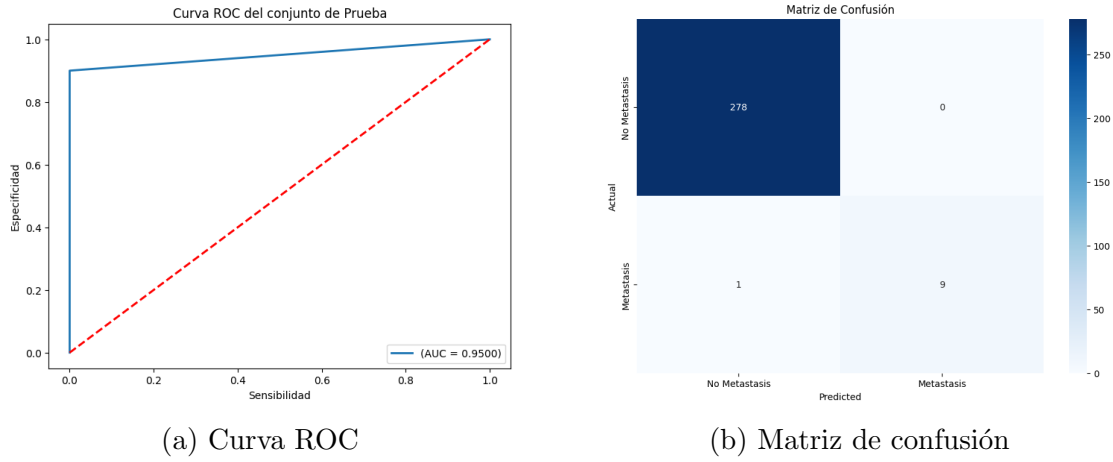 Curva ROC del conjunto de Prueba
1.0
0.8
0.6
0.4
0.2
0.0
Especificidad
0.0 0.2 0.4 0.6 0.8 1.0
Sensibilidad
(AUC = 0.9500)
(a) Curva ROC
Matriz de Confusión
No Metastasis
Metastasis
Actual
278 0
1 9
No Metastasis Metastasis
Predicted
250
200
150
100
50
0
(b) Matriz de confusión